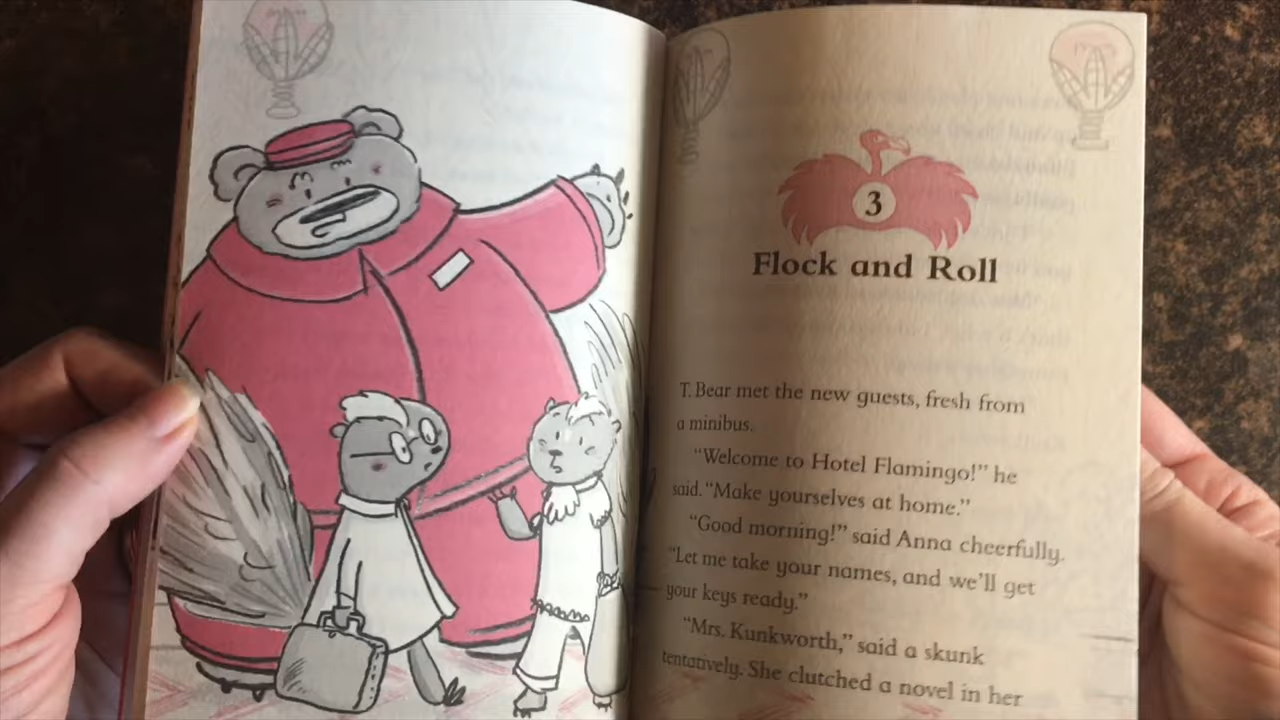 3
Flock and Roll
T. Bear met the new guests, fresh from
a minibus.
“Welcome to Hotel Flamingo!” he
said. “Make yourselves at home.”
“Good morning!” said Anna cheerfully.
“Let me take your names, and we’ll get
your keys ready.”
“Mrs. Kunkworth,” said a skunk
tentatively. She clutched a novel in her